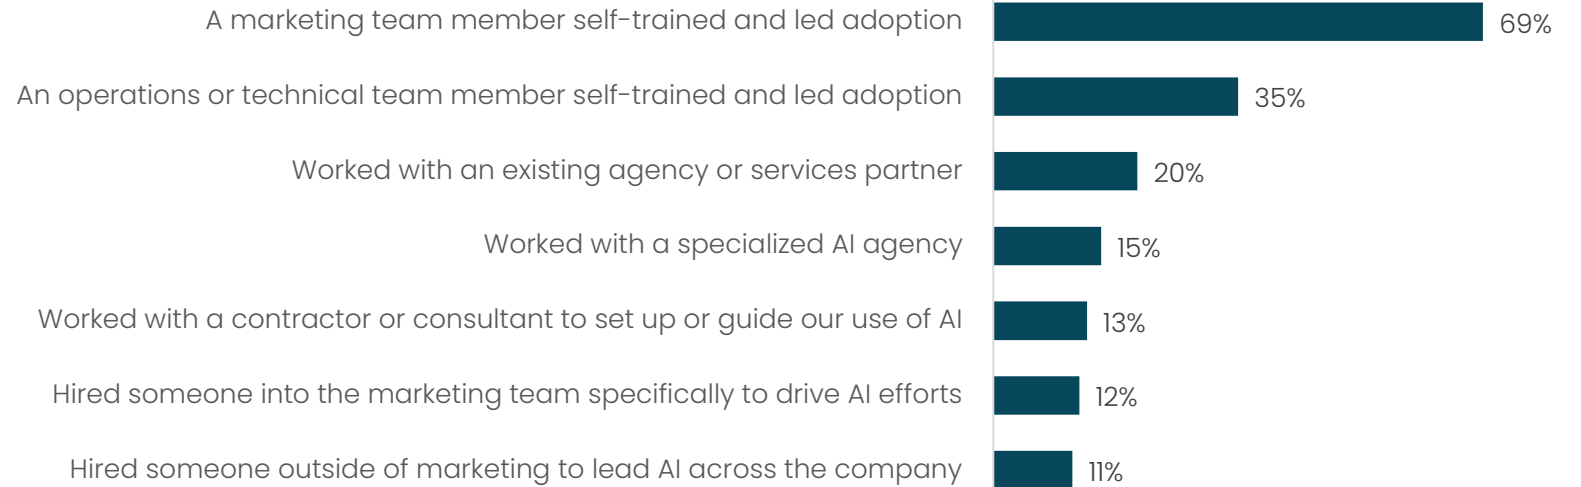 A marketing team member self-trained and led adoption 69%
An operations or technical team member self-trained and led adoption 35%
Worked with an existing agency or services partner 20%
Worked with a specialized AI agency 15%
Worked with a contractor or consultant to set up or guide our use of AI 13%
Hired someone into the marketing team specifically to drive AI efforts 12%
Hired someone outside of marketing to lead AI across the company 11%